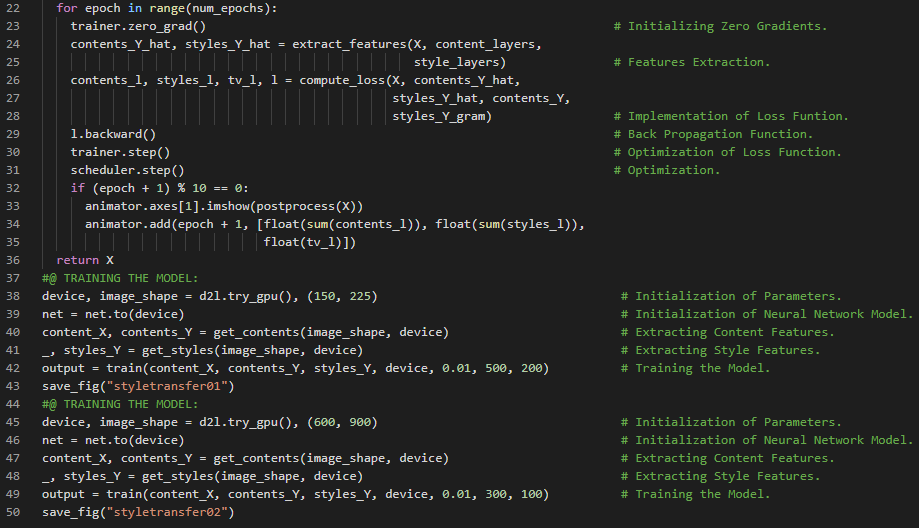 22 for epoch in range(num_epochs):
23 trainer.zero_grad() # Initializing Zero Gradients.
24 contents_Y_hat, styles_Y_hat = extract_features(X, content_layers,
25 style_layers) # Features Extraction.
26 contents_l, styles_l, tv_l, l = compute_loss(X, contents_Y_hat,
27 styles_Y_hat, contents_Y,
28 styles_Y_gram) # Implementation of Loss Funtion.
29 l.backward() # Back Propagation Function.
30 trainer.step() # Optimization of Loss Function.
31 scheduler.step() # Optimization.
32 if (epoch + 1) % 10 == 0:
33 animator.axes[1].imshow(postprocess(X))
34 animator.add(epoch + 1, [float(sum(contents_l)), float(sum(styles_l)),
35 float(tv_l)])
36 return X
37 #@ TRAINING THE MODEL:
38 device, image_shape = d2l.try_gpu(), (150, 225) # Initialization of Parameters.
39 net = net.to(device) # Initialization of Neural Network Model.
40 content_X, contents_Y = get_contents(image_shape, device) # Extracting Content Features.
41 _, styles_Y = get_styles(image_shape, device) # Extracting Style Features.
42 output = train(content_X, contents_Y, styles_Y, device, 0.01, 500, 200) # Training the Model.
43 save_fig("styletransfer01")
44 #@ TRAINING THE MODEL:
45 device, image_shape = d2l.try_gpu(), (600, 900) # Initialization of Parameters.
46 net = net.to(device) # Initialization of Neural Network Model.
47 content_X, contents_Y = get_contents(image_shape, device) # Extracting Content Features.
48 _, styles_Y = get_styles(image_shape, device) # Extracting Style Features.
49 output = train(content_X, contents_Y, styles_Y, device, 0.01, 300, 100) # Training the Model.
50 save_fig("styletransfer02")